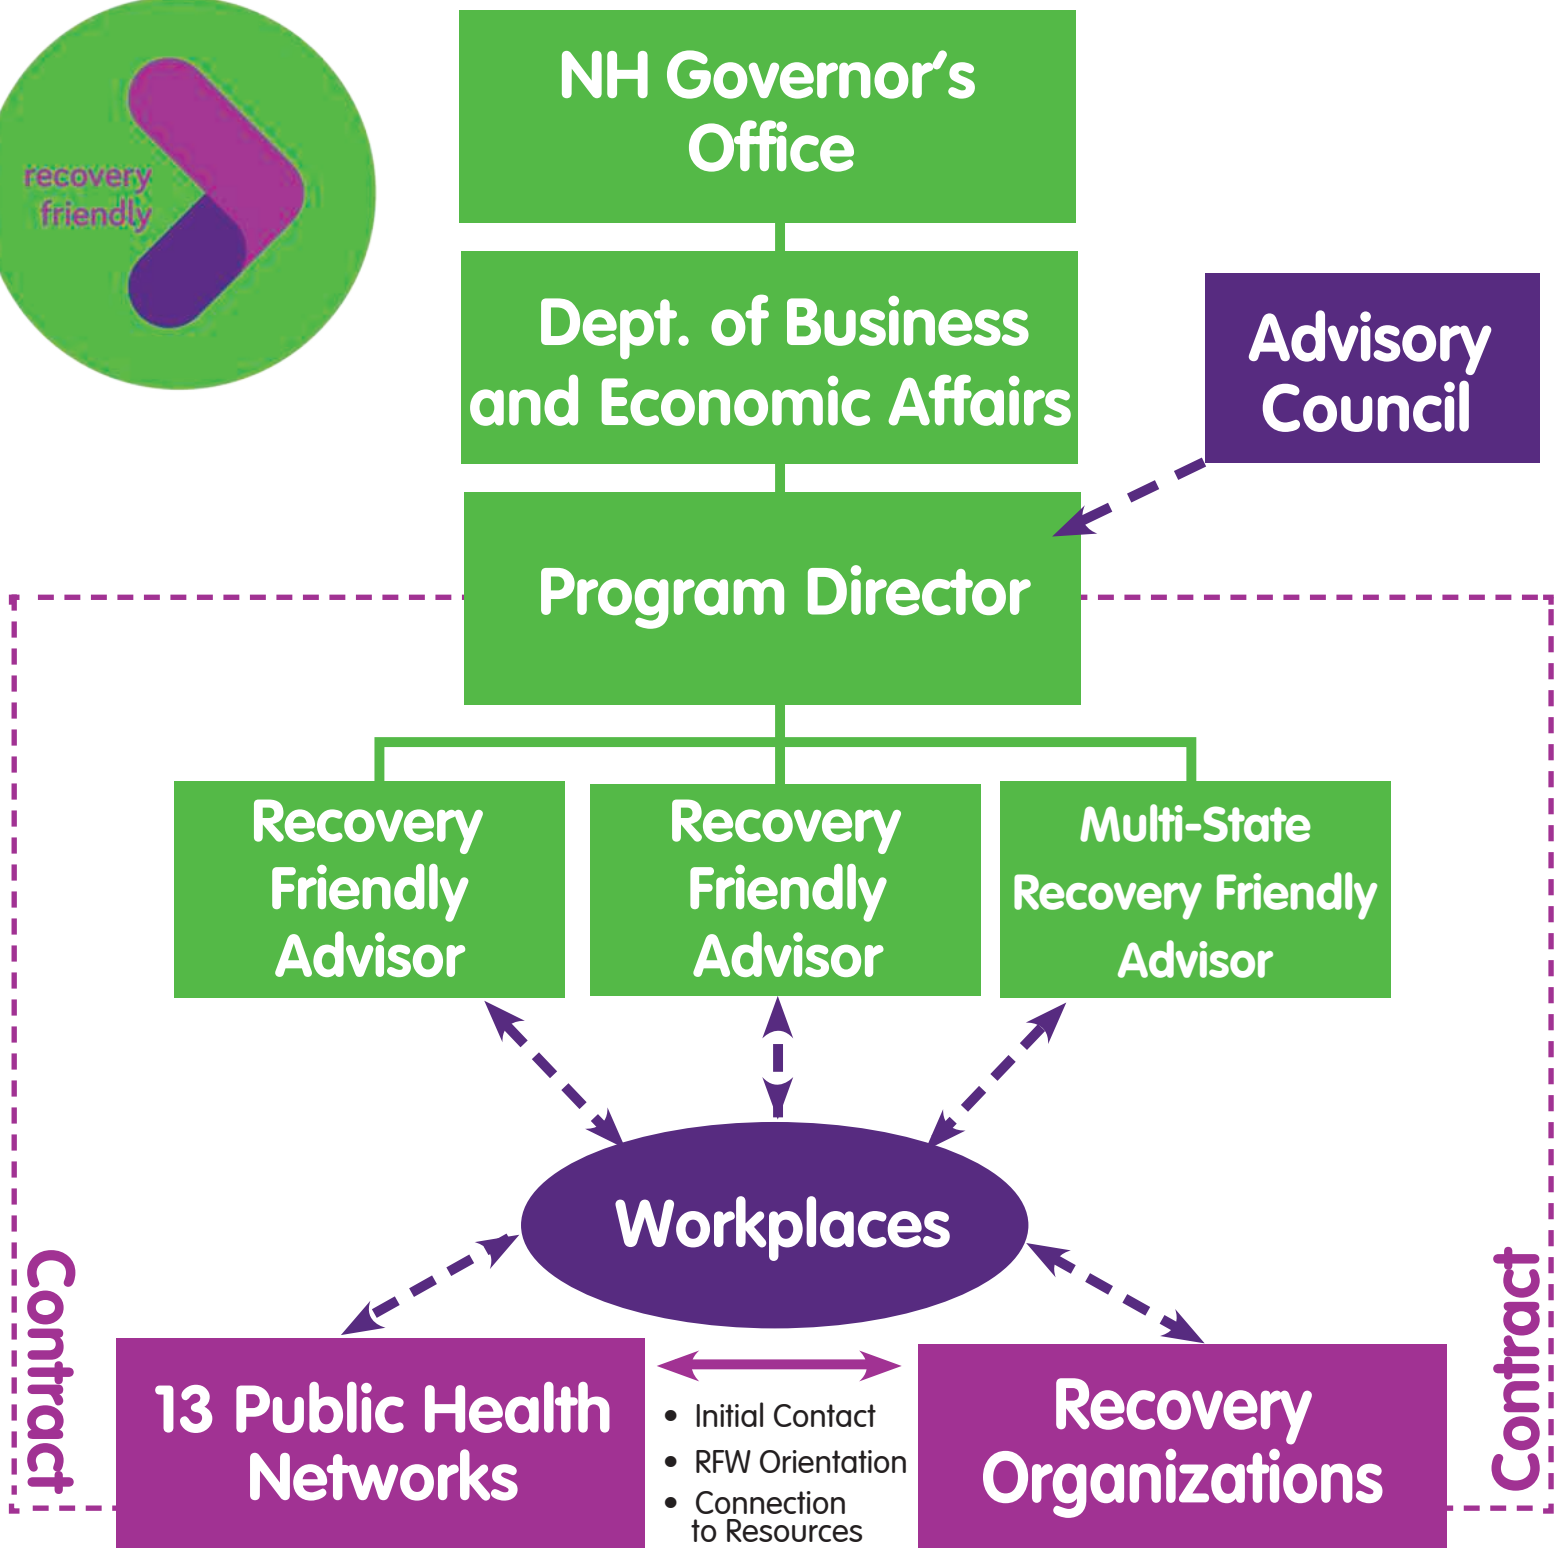 recovery
friendly
NH Governor's
Office
Dept. of Business
and Economic Affairs
Advisory
Council
Program Director
Recovery
Friendly
Advisor
Recovery
Friendly
Advisor
Multi-State
Recovery Friendly
Advisor
Workplaces
Contract
Contract
13 Public Health
Networks
• Initial Contact
• RFW Orientation
• Connection
to Resources
Recovery
Organizations